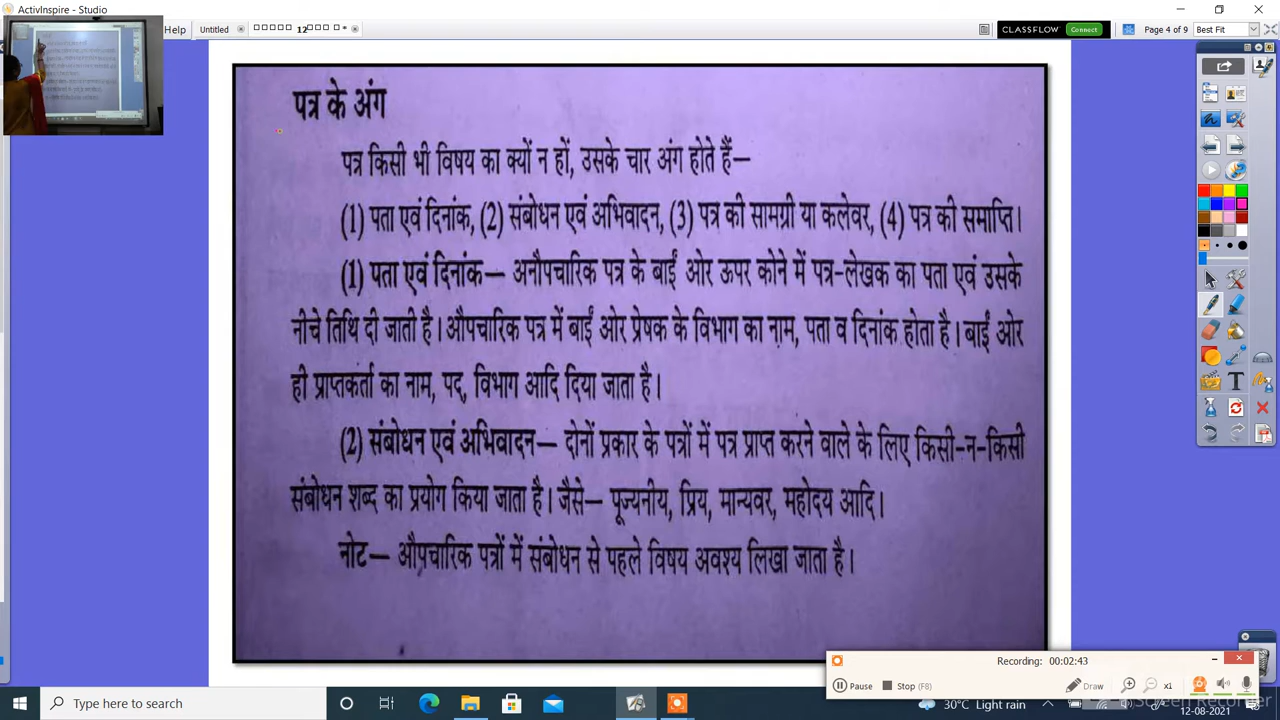 ActivInspire - Studio
Help
Untitled
12
CLASSFLOW
Connect
Page 4 of 9
Best Fit
पत्र के अंग
पत्र किसी भी विषय का क्यों न हों, उसके चार अंग होते हैं—
(1) पता एवं दिनांक, (2) संबोधन एवं अभिवादन, (3) पत्र की सामग्री या कलेवर, (4) पत्र की समाप्ति।
(1) पता एवं दिनांक— अनौपचारिक पत्र के बाईं ओर ऊपर कोने में पत्र-लेखक का पता एवं उसके
नीचे तिथि दी जाती है। औपचारिक पत्र में बाईं ओर प्रेषक के विभाग का नाम, पता व दिनांक होता है। बाईं ओर
ही प्राप्तकर्ता का नाम, पद, विभाग आदि दिया जाता है।
(2) संबोधन एवं अभिवादन— दोनों प्रकार के पत्रों में पत्र प्राप्त करने वाले के लिए किसी-न-किसी
संबोधन शब्द का प्रयोग किया जाता है। जैसे— पूज्यनीय, प्रिय, मान्यवर, महोदय आदि।
नोट— औपचारिक पत्रों में संबोधन से पहले विषय अवश्य लिखा जाता है।
Recording: 00:02:43
Pause
Stop (F8)
Draw
x1
Type here to search
30°C Light rain
12-08-2021
Screen Recorder